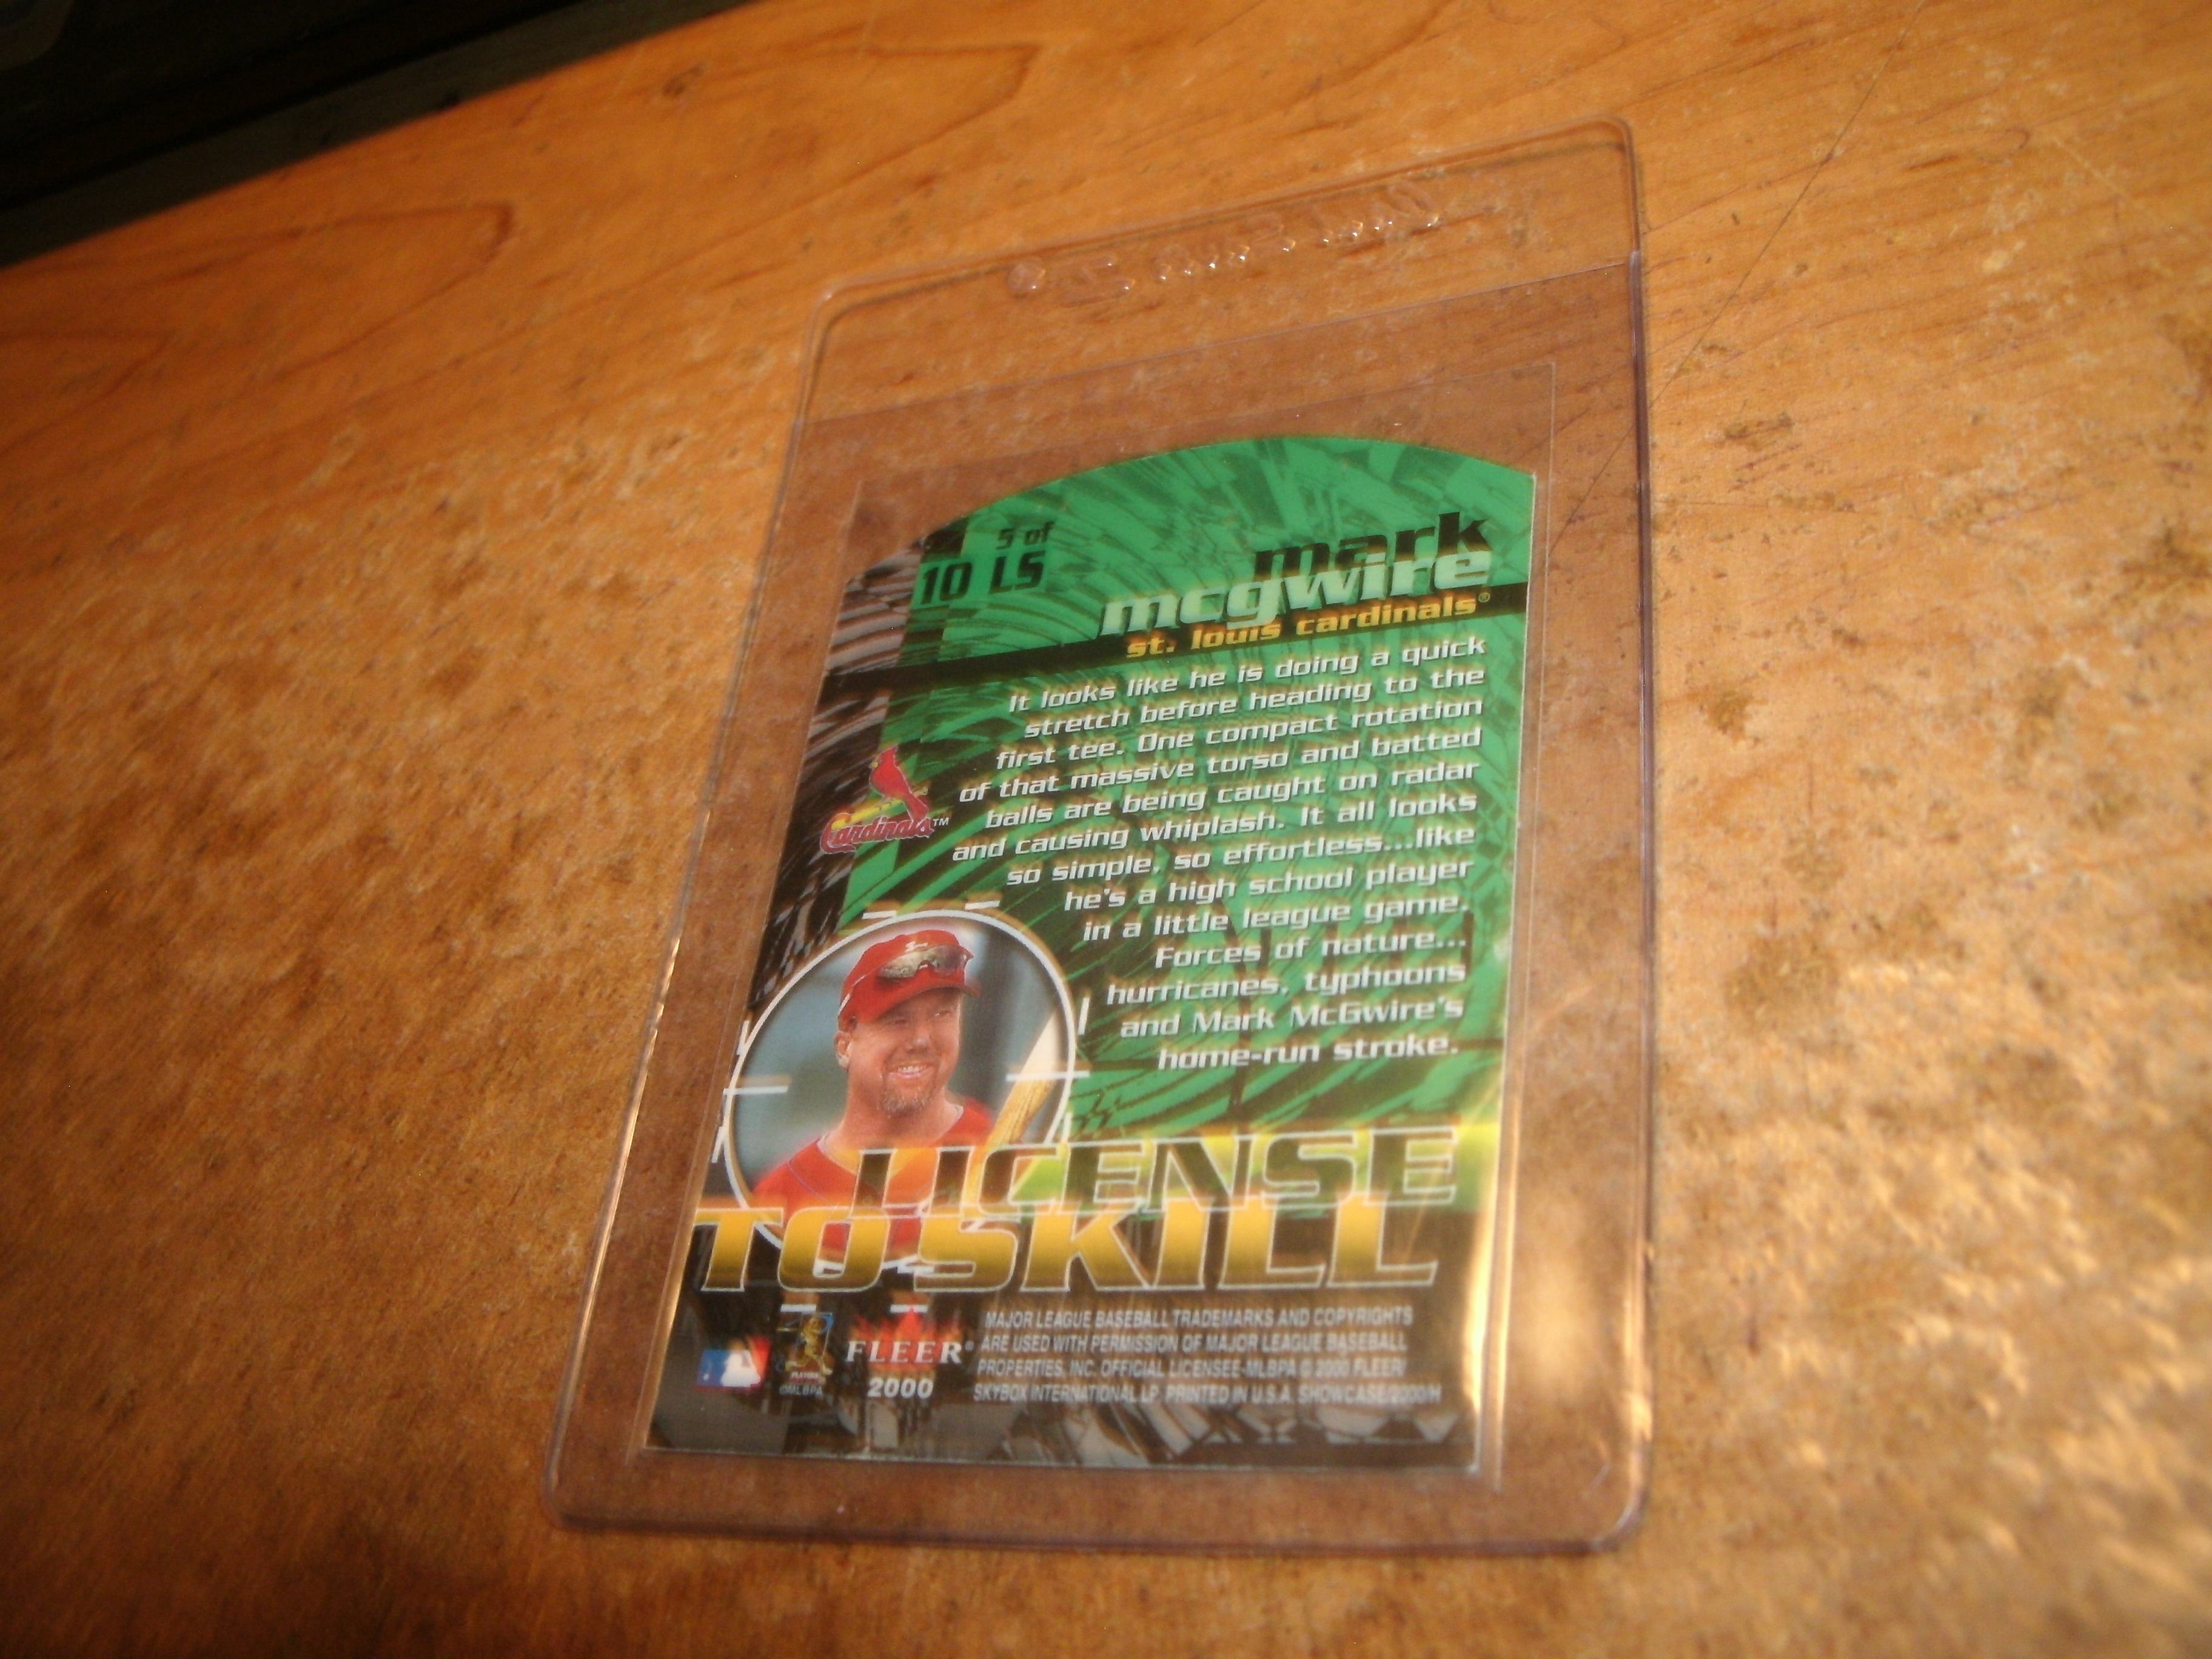 5 of
10 LS
mark
mcgwire
st. louis cardinals®
It looks like he is doing a quick
stretch before heading to the
first tee. One compact rotation
of that massive torso and batted
balls are being caught on radar
and causing whiplash. It all looks
so simple, so effortless...like
he's a high school player
in a little league game.
Forces of nature...
hurricanes, typhoons
and Mark McGwire's
home-run stroke.
Cardinals™
LICENSE
TO SKILL
©MLBPA
FLEER®
2000
MAJOR LEAGUE BASEBALL TRADEMARKS AND COPYRIGHTS
ARE USED WITH PERMISSION OF MAJOR LEAGUE BASEBALL
PROPERTIES, INC. OFFICIAL LICENSEE-MLBPA © 2000 FLEER/
SKYBOX INTERNATIONAL LP. PRINTED IN U.S.A. SHOWCASE/2000/H